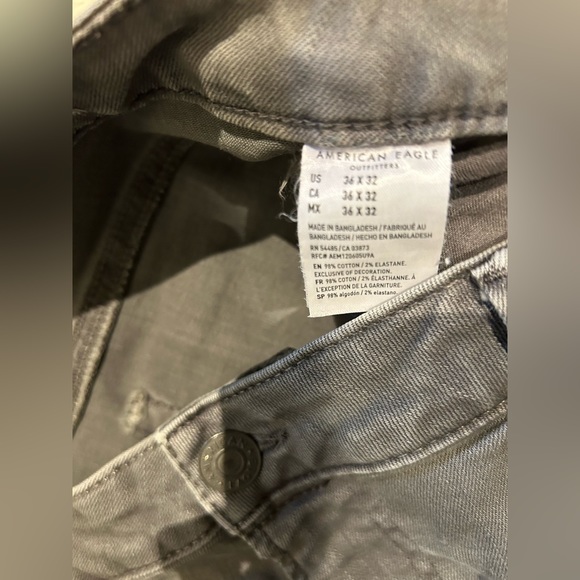 AMERICAN EAGLE
OUTFITTERS
US 36 X 32
CA 36 X 32
MX 36 X 32
MADE IN BANGLADESH / FABRIQUÉ AU
BANGLADESH / HECHO EN BANGLADESH
RN 54485/CA 03873
RFC# AEM120605U9A
EN 98% COTTON / 2% ELASTANE.
EXCLUSIVE OF DECORATION.
FR 98% COTON / 2% ÉLASTHANNE. À
L'EXCEPTION DE LA GARNITURE.
SP 98% algodón / 2% elastano